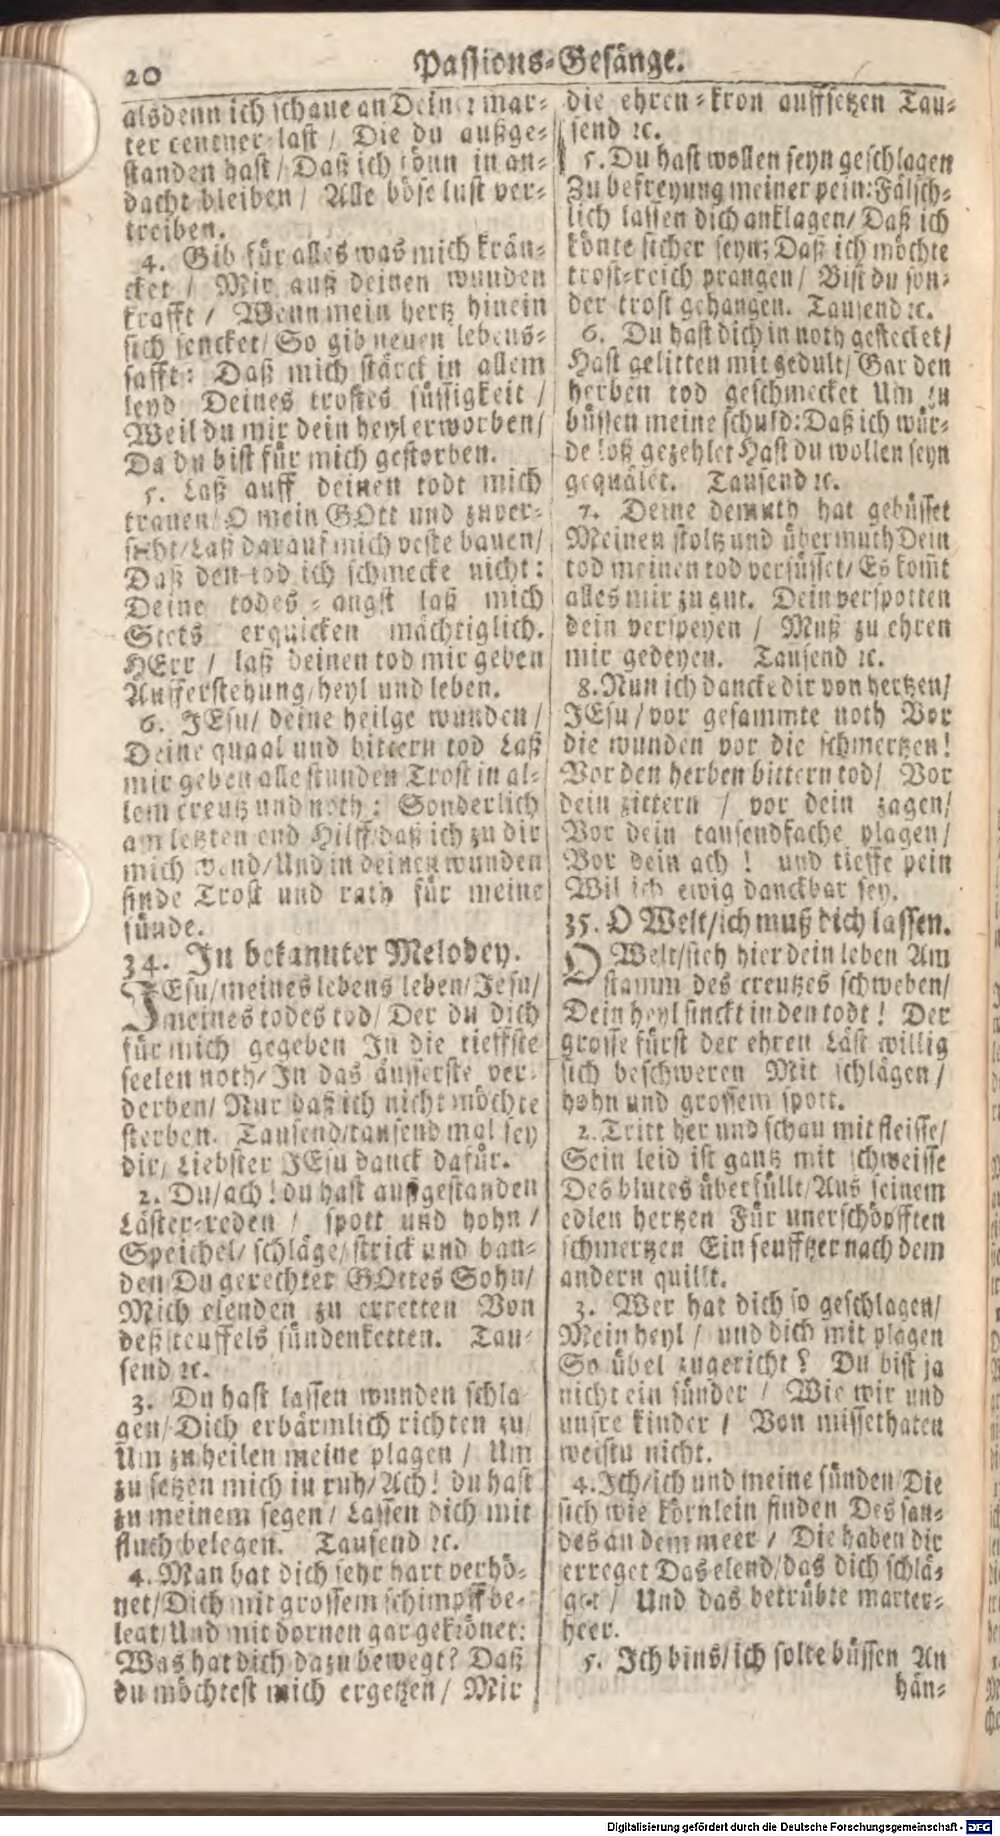 20
Passions-Gesänge.
alsdenn ich schaue an Deiner mar-
ter centner-last / Die du außge-
standen hast / Daß ich könn in an-
dacht bleiben / Alle böse lust ver-
treiben.
4. Gib für alles was mich krän-
cket / Mir auß deinen wunden
krafft / Wenn mein hertz hinein
sich sencket / So gib neuen lebens-
safft: Daß mich stärck in allem
leyd Deines trostes süssigkeit /
Weil du mir dein heyl erworben /
Da du bist für mich gestorben.
5. Laß auff deinen todt mich
trauen / O mein GOtt und zuver-
sicht / Laß darauf mich veste bauen /
Daß den tod ich schmecke nicht:
Deine todes-angst laß mich
Stets erquicken mächtiglich.
HErr / laß deinen tod mir geben
Aufferstehung / heyl und leben.
6. JEsu / deine heilge wunden /
Deine quaal und bittern tod Laß
mir geben alle stunden Trost in al-
lem creutz und noth: Sonderlich
am letzten end Hilff / daß ich zu dir
mich wend / Und in deinen wunden
finde Trost und rath für meine
sünde.
34. In bekannter Melodey.
JEsu / meines lebens leben / Jesu /
meines todes tod / Der du dich
für mich gegeben In die tieffste
seelen noth / In das äusserste ver-
derben / Nur daß ich nicht möchte
sterben. Tausend / tausend mal sey
dir / Liebster JEsu danck dafür.
2. Du / ach! du hast außgestanden
Läster-reden / spott und hohn /
Speichel / schläge / strick und ban-
den Du gerechter GOttes Sohn /
Mich elenden zu erretten Von
deß teuffels sündenketten. Tau-
send ꝛc.
3. Du hast lassen wunden schla
gen / Dich erbärmlich richten zu /
Um zu heilen meine plagen / Um
zu setzen mich in ruh / Ach! du hast
zu meinem segen / Lassen dich mit
fluch belegen. Tausend ꝛc.
4. Man hat dich sehr hart verhö-
net / Dich mit grossem schimpff be-
legt / Und mit dornen gar gekrönet:
Was hat dich dazu bewegt? Daß
du möchtest mich ergetzen / Mir
die ehren-kron auffsetzen Tau-
send ꝛc.
5. Du hast wollen seyn geschlagen
Zu befreyung meiner pein: Fälsch-
lich lassen dich anklagen / Daß ich
könte sicher seyn; Daß ich möchte
trost-reich prangen / Bist du son-
der trost gehangen. Tausend ꝛc.
6. Du hast dich in noth gestecket /
Hast gelitten mit gedult / Gar den
herben tod geschmecket Um zu
büssen meine schuld: Daß ich wür-
de loß gezehlet Hast du wollen seyn
gequälet. Tausend ꝛc.
7. Deine demuth hat gebüsset
Meinen stoltz und übermuth Dein
tod meinen tod versüsset / Es kom̃t
alles mir zu gut. Dein verspotten
dein verspeyen / Muß zu ehren
mir gedeyen. Tausend ꝛc.
8. Nun ich dancke dir von hertzen /
JEsu / vor gesammte noth Vor
die wunden vor die schmertzen!
Vor den herben bittern tod / Vor
dein zittern / vor dein zagen /
Vor dein tausendfache plagen /
Vor dein ach! und tieffe pein
Wil ich ewig danckbar sey.
35. O Welt / ich muß dich lassen.
O Welt / sieh hier dein leben Am
stamm des creutzes schweben /
Dein heyl sinckt in den todt! Der
grosse fürst der ehren Läst willig
sich beschweren Mit schlägen /
hohn und grossem spott.
2. Tritt her und schau mit fleisse /
Sein leid ist gantz mit schweisse
Des blutes überfüllt / Aus seinem
edlen hertzen Für unerschöpfften
schmertzen Ein seufftzer nach dem
andern quillt.
3. Wer hat dich so geschlagen /
Mein heyl / und dich mit plagen
So übel zugericht? Du bist ja
nicht ein sünder / Wie wir und
unsre kinder / Von missethaten
weistu nicht.
4. Ich / ich und meine sünden / Die
sich wie körnlein finden Des san-
des an dem meer / Die haben dir
erreget Das elend / das dich schlä-
get / Und das betrübte marter-
heer.
5. Ich bins / ich solte büssen An
hän-
Digitalisierung gefördert durch die Deutsche Forschungsgemeinschaft - DFG